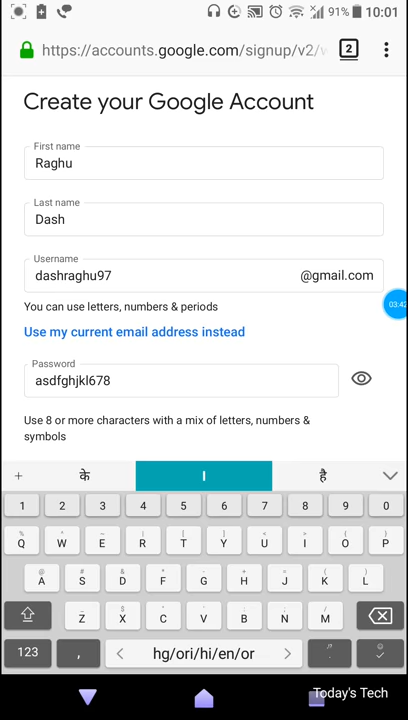 91% 10:01
https://accounts.google.com/signup/v2/w
2
Create your Google Account
First name
Raghu
Last name
Dash
Username
dashraghu97 @gmail.com
You can use letters, numbers & periods
03:42
Use my current email address instead
Password
asdfghjkl678
Use 8 or more characters with a mix of letters, numbers &
symbols
+ के । है
1 2 3 4 5 6 7 8 9 0
Q W E R T Y U I O P
A S D F G H J K L
Z X C V B N M
123 , < hg/ori/hi/en/or > .
Today's Tech